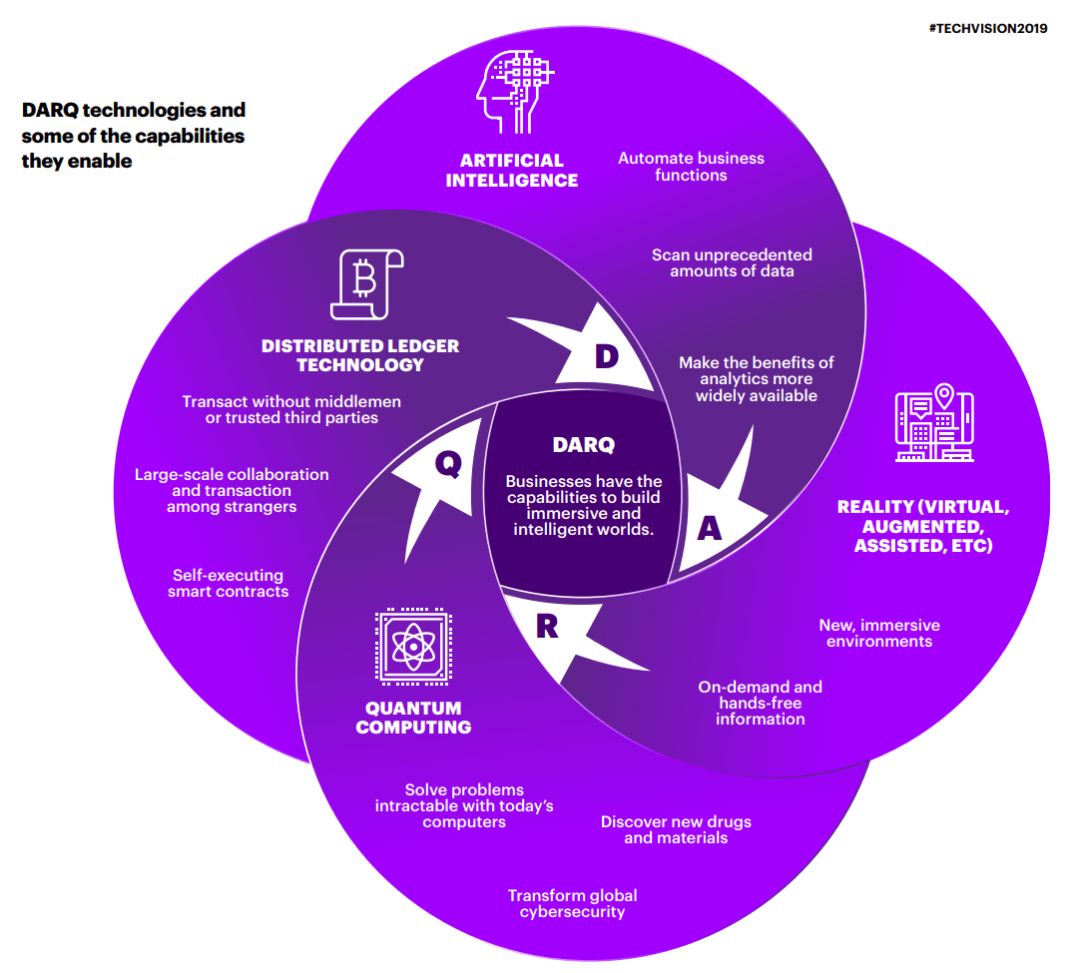 #TECHVISION2019
DARQ technologies and
some of the capabilities
they enable
ARTIFICIAL
INTELLIGENCE
Automate business
functions
Scan unprecedented
amounts of data
Make the benefits of
analytics more
widely available
DISTRIBUTED LEDGER
TECHNOLOGY
Transact without middlemen
or trusted third parties
Large-scale collaboration
and transaction
among strangers
Self-executing
smart contracts
D
Q
A
R
DARQ
Businesses have the
capabilities to build
immersive and
intelligent worlds.
REALITY (VIRTUAL,
AUGMENTED,
ASSISTED, ETC)
New, immersive
environments
On-demand and
hands-free
information
QUANTUM
COMPUTING
Solve problems
intractable with today's
computers
Discover new drugs
and materials
Transform global
cybersecurity